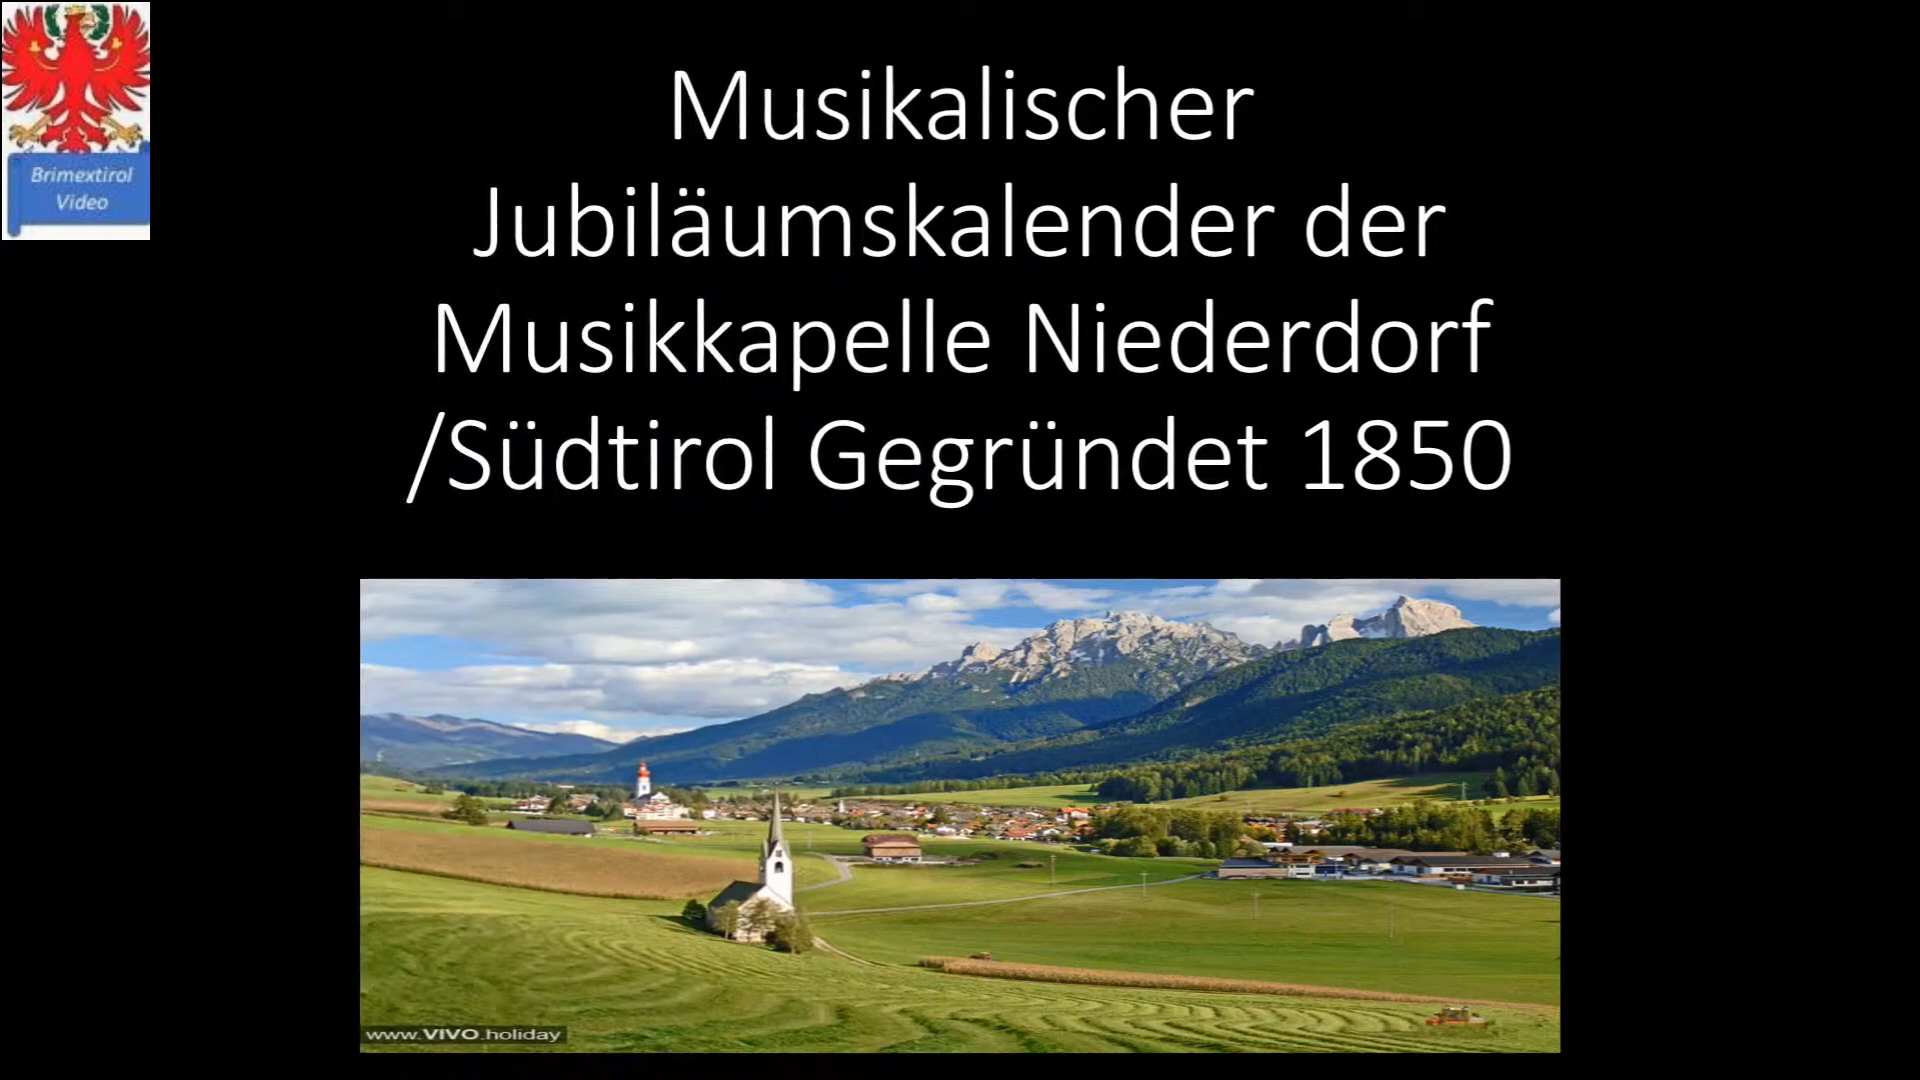 Brimextirol
Video
Musikalischer
Jubiläumskalender der
Musikkapelle Niederdorf
/Südtirol Gegründet 1850
www.VIVO.holiday